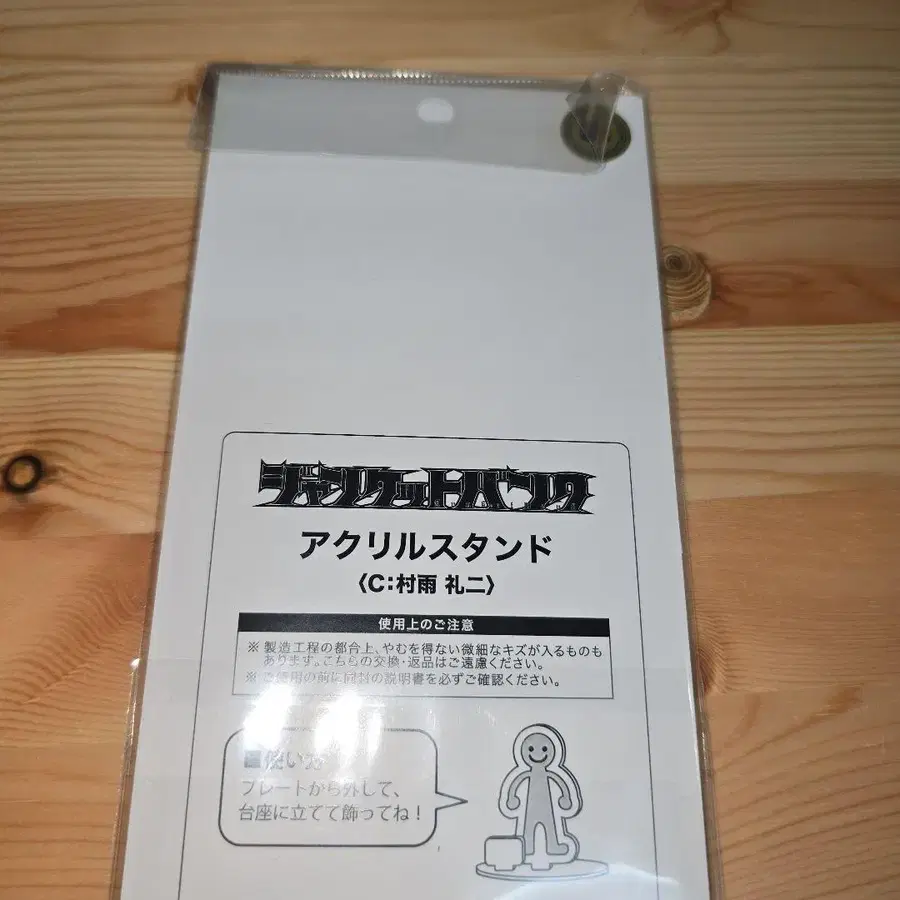 ジャンケットバンク
アクリルスタンド
〈C:村雨 礼二〉
使用上のご注意
※ 製造工程の都合上、やむを得ない微細なキズが入るものも
あります。こちらの交換・返品はご遠慮ください。
※ ご使用の前に同封の説明書を必ずご確認ください。
■使い方
プレートから外して、
台座に立てて飾ってね！